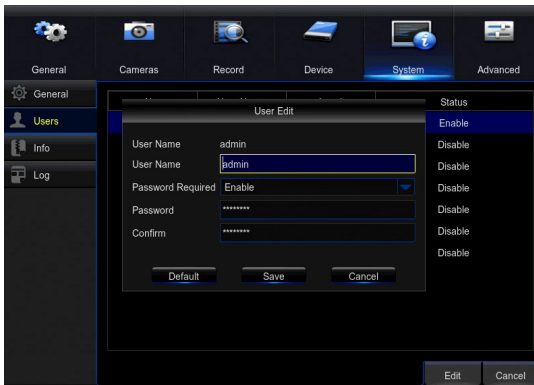 General Cameras Record Device System Advanced
General
Users
Info
Log
Status
Enable
Disable
Disable
Disable
Disable
Disable
Disable
User Edit
User Name admin
User Name admin
Password Required Enable
Password ********
Confirm ********
Default Save Cancel
Edit Cancel